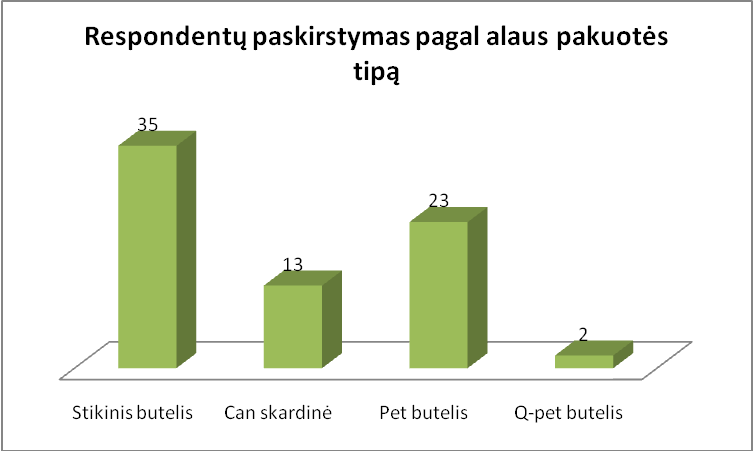 Respondentų paskirstymas pagal alaus pakuotės
tipą
35
13
23
2
Stikinis butelis
Can skardinė
Pet butelis
Q-pet butelis